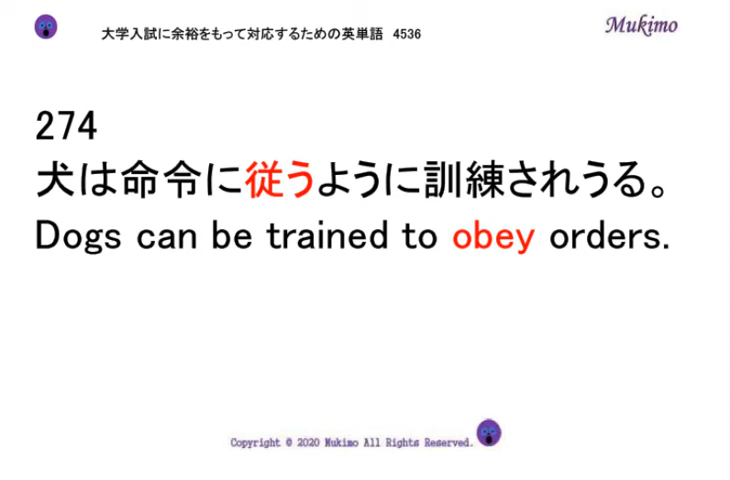 大学入試に余裕をもって対応するための英単語 4536
Mukimo
274
犬は命令に従うように訓練されうる。
Dogs can be trained to obey orders.
Copyright © 2020 Mukimo All Rights Reserved.